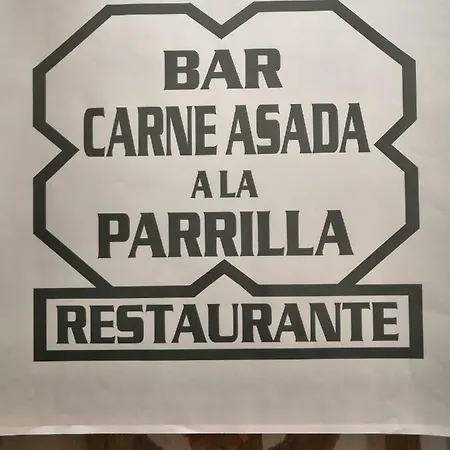 BAR
CARNE ASADA
A LA
PARRILLA
RESTAURANTE